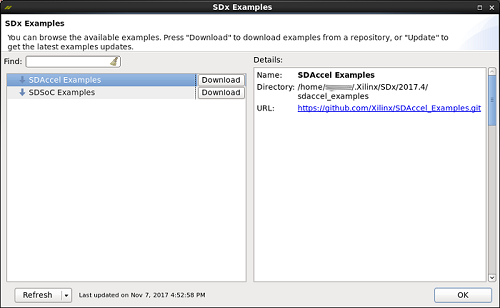 SDx Examples
SDx Examples
You can browse the available examples. Press "Download" to download examples from a repository, or "Update" to
get the latest examples updates.
Find:
Details:
SDAccel Examples Download
SDSoC Examples Download
Name: SDAccel Examples
Directory: /home/ /.Xilinx/SDx/2017.4/
sdaccel_examples
URL: https://github.com/Xilinx/SDAccel_Examples.git
Refresh Last updated on Nov 7, 2017 4:52:58 PM OK